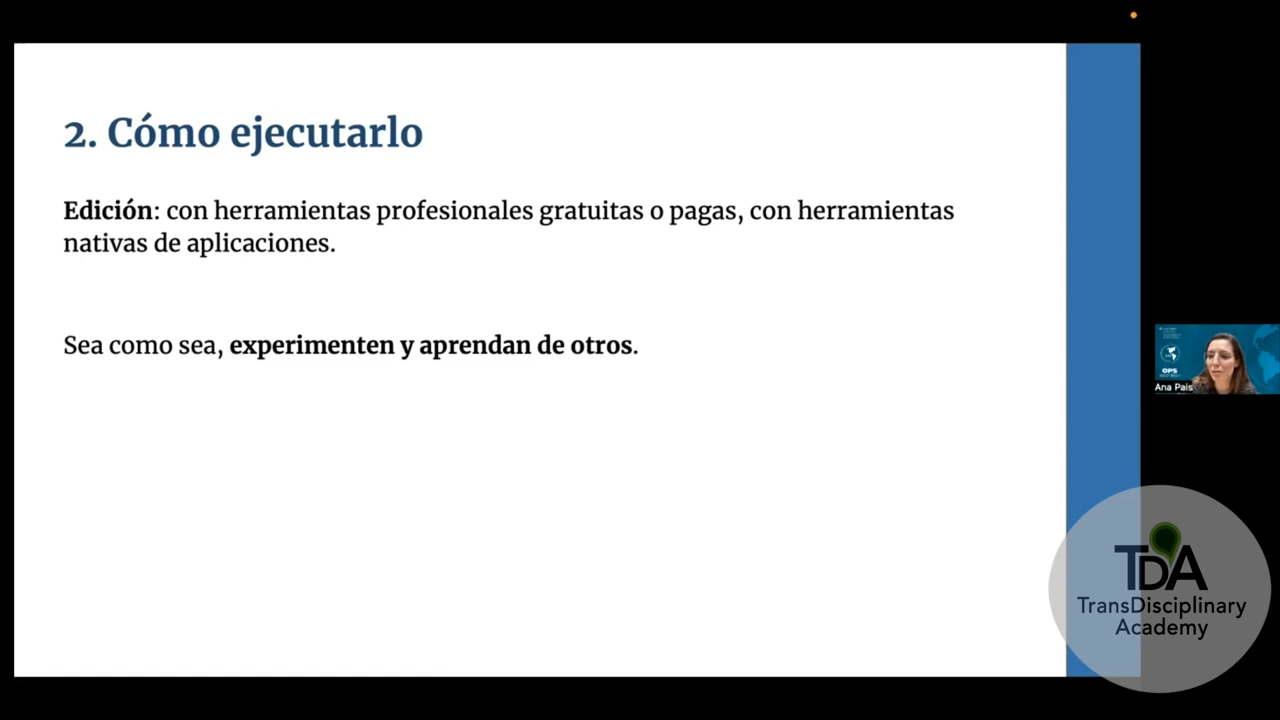 2. Cómo ejecutarlo
Edición: con herramientas profesionales gratuitas o pagas, con herramientas
nativas de aplicaciones.
Sea como sea, experimenten y aprendan de otros.
OPS
Ana Pais
TDA
TransDisciplinary
Academy